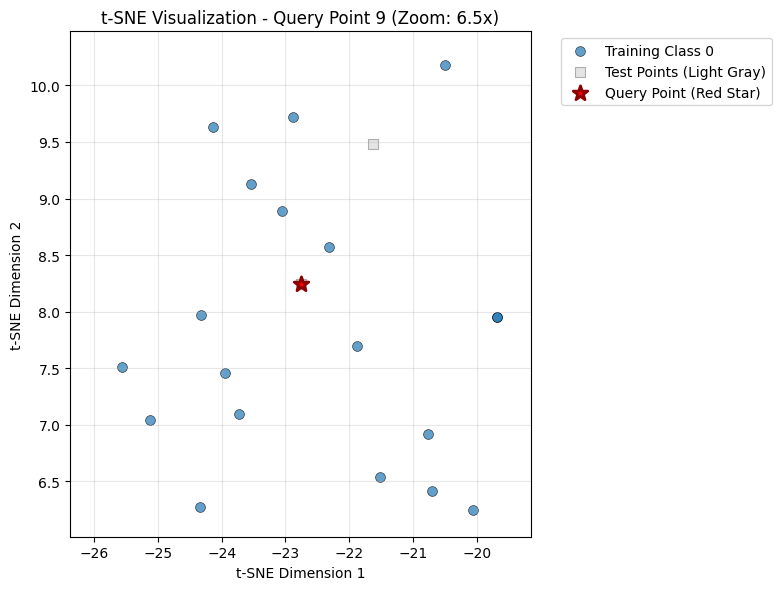 t-SNE Visualization - Query Point 9 (Zoom: 6.5x)
Training Class 0
Test Points (Light Gray)
Query Point (Red Star)
t-SNE Dimension 2
10.0
9.5
9.0
8.5
8.0
7.5
7.0
6.5
−26
−25
−24
−23
−22
−21
−20
t-SNE Dimension 1